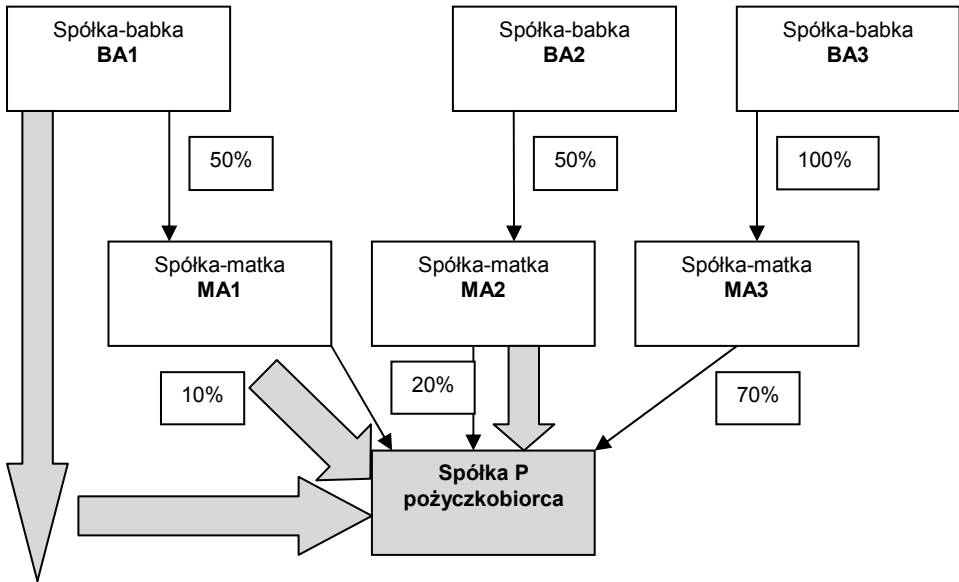 Spółka-babka
BA1
Spółka-babka
BA2
Spółka-babka
BA3
50%
50%
100%
Spółka-matka
MA1
Spółka-matka
MA2
Spółka-matka
MA3
10%
20%
70%
Spółka P
pożyczkobiorca